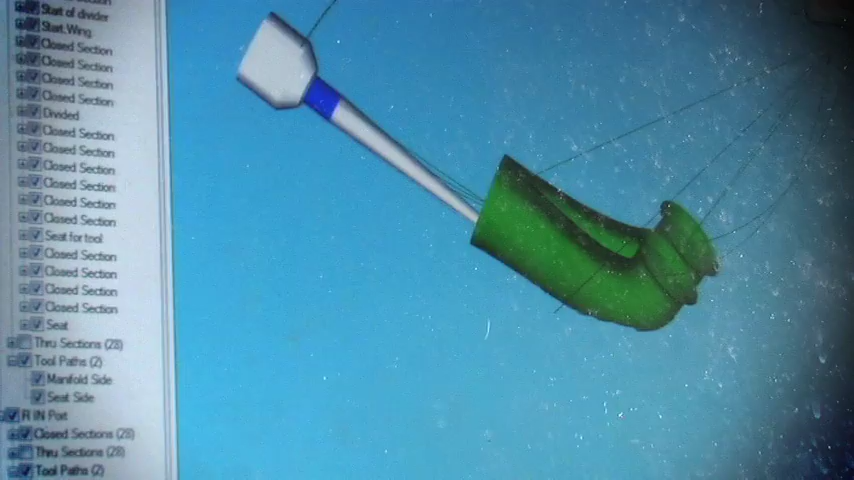 Start of divider
Start Wing
Closed Section
Closed Section
Closed Section
Closed Section
Divided
Closed Section
Closed Section
Closed Section
Closed Section
Closed Section
Closed Section
Seat for tool
Closed Section
Closed Section
Closed Section
Closed Section
Seat
Thru Sections (28)
Tool Paths (2)
Manifold Side
Seat Side
R IN Port
Closed Sections (28)
Thru Sections (28)
Tool Paths (2)